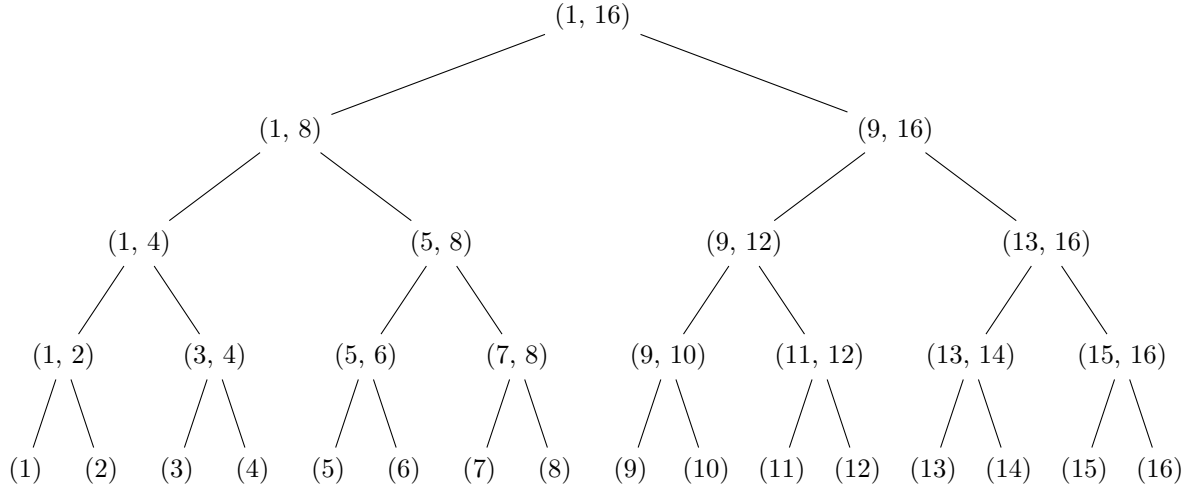 (1, 16)
(1, 8) (9, 16)
(1, 4) (5, 8) (9, 12) (13, 16)
(1, 2) (3, 4) (5, 6) (7, 8) (9, 10) (11, 12) (13, 14) (15, 16)
(1) (2) (3) (4) (5) (6) (7) (8) (9) (10) (11) (12) (13) (14) (15) (16)